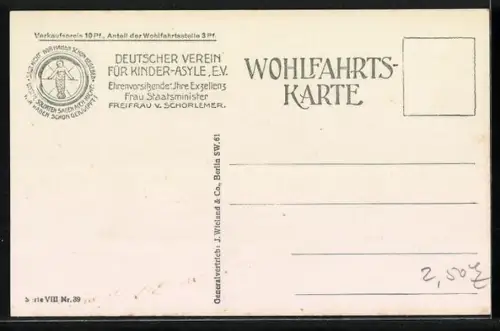 Verkaufspreis 10 Pf., Anteil der Wohlfahrtsstelle 3 Pf.
DEUTSCHER VEREIN
FÜR KINDER-ASYLE, E.V.
Ehrenvorsitzende: Ihre Exzellenz
Frau Staatsminister
FREIFRAU V. SCHORLEMER.
WOHLFAHRTS-
KARTE
Generalvertrieb: J. Wieland & Co., Berlin SW. 61
Serie VIII, Nr. 39
2,50